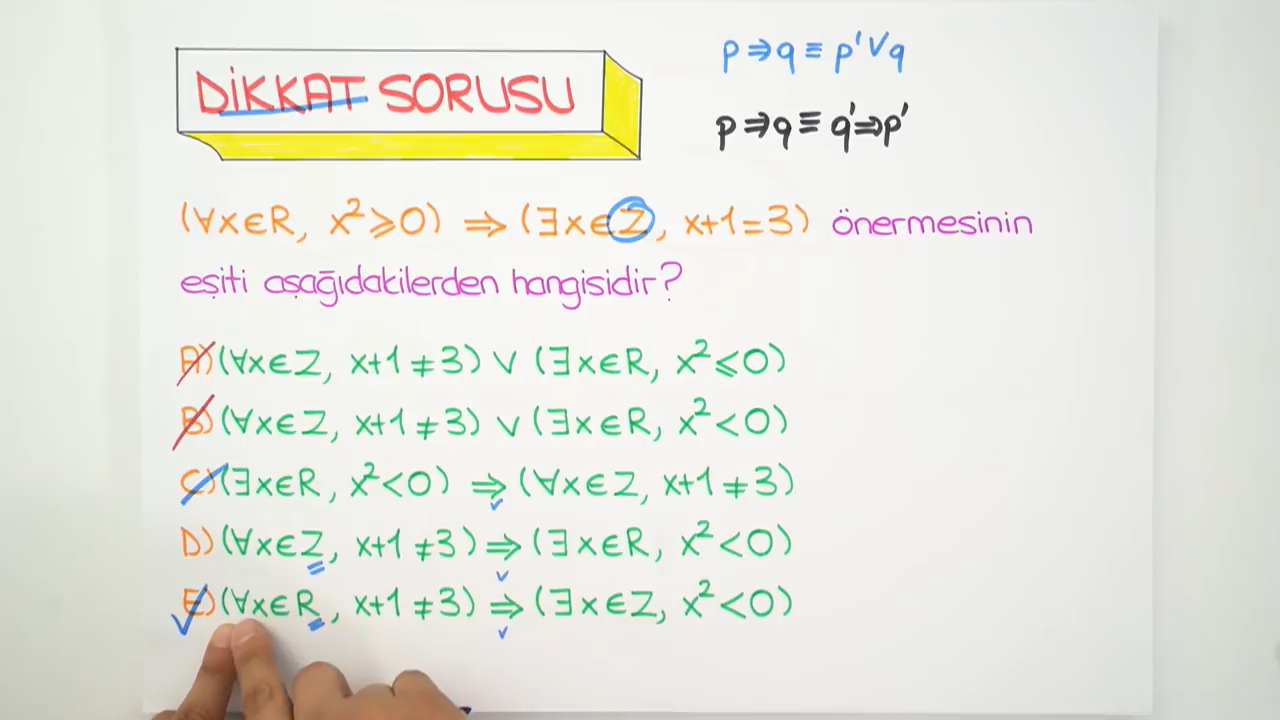 DİKKAT SORUSU
p⇒q ≡ p'∨q
p⇒q ≡ q'⇒p'
(∀x∈R, x²⩾0) ⇒ (∃x∈Z, x+1=3) önermesinin
eşiti aşağıdakilerden hangisidir?
A) (∀x∈Z, x+1≠3) ∨ (∃x∈R, x²⩽0)
B) (∀x∈Z, x+1≠3) ∨ (∃x∈R, x²<0)
C) (∃x∈R, x²<0) ⇒ (∀x∈Z, x+1≠3)
D) (∀x∈Z, x+1≠3) ⇒ (∃x∈R, x²<0)
E) (∀x∈R, x+1≠3) ⇒ (∃x∈Z, x²<0)